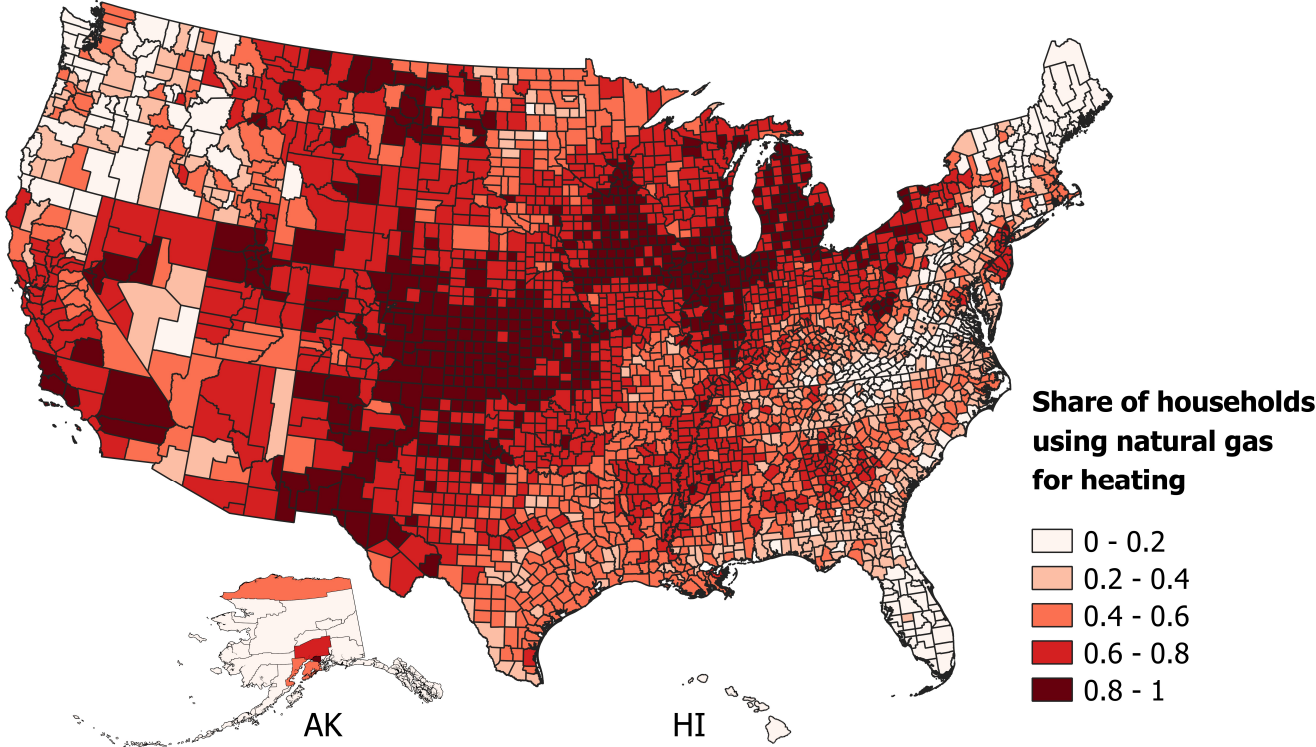 Share of households
using natural gas
for heating
0 - 0.2
0.2 - 0.4
0.4 - 0.6
0.6 - 0.8
0.8 - 1
AK
HI